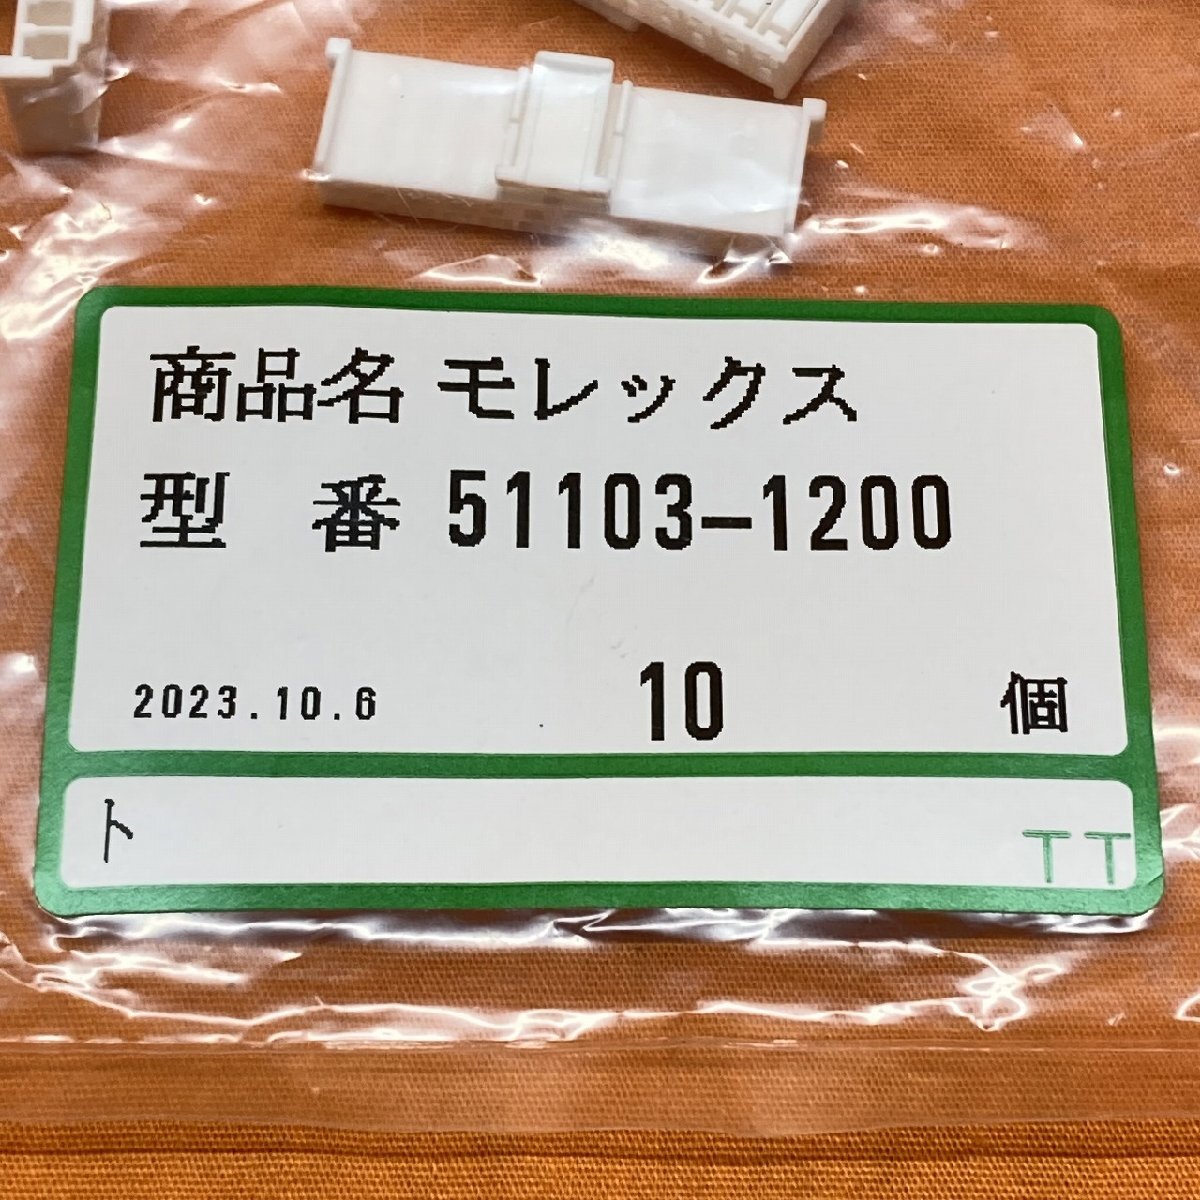 商品名 モレックス
型 番 51103-1200
2023.10.6 10 個
ト TT